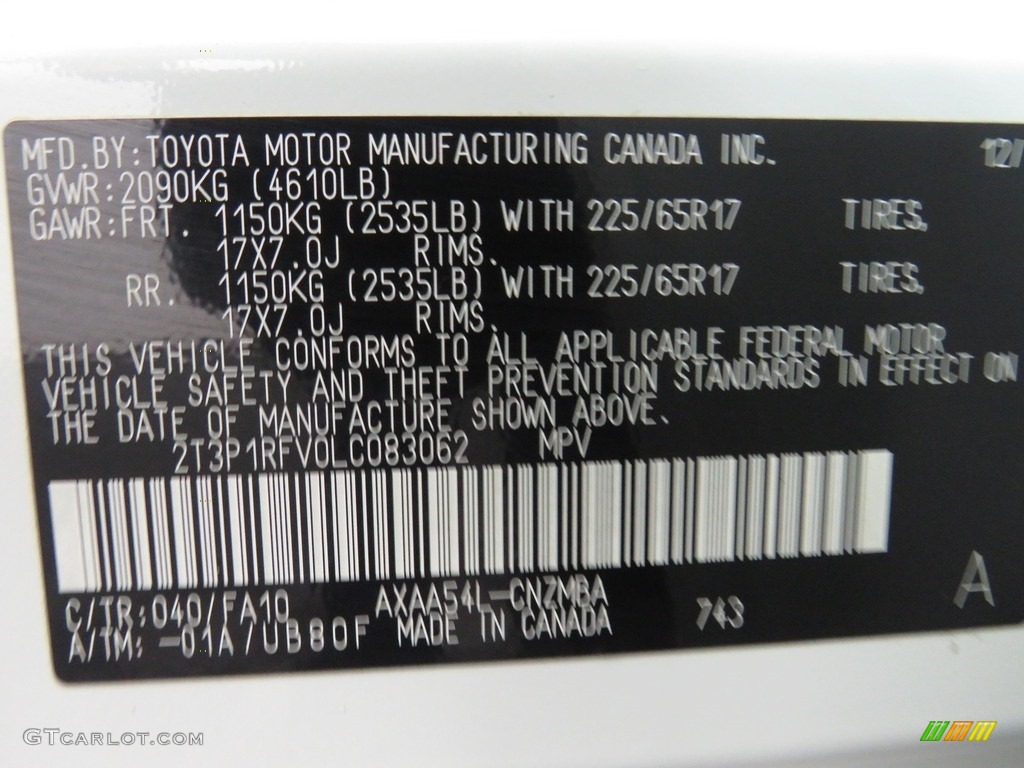 MFD.BY:TOYOTA MOTOR MANUFACTURING CANADA INC. 12/
GVWR:2090KG (4610LB)
GAWR:FRT. 1150KG (2535LB) WITH 225/65R17 TIRES,
17X7.0J RIMS.
RR. 1150KG (2535LB) WITH 225/65R17 TIRES,
17X7.0J RIMS.
THIS VEHICLE CONFORMS TO ALL APPLICABLE FEDERAL MOTOR
VEHICLE SAFETY AND THEFT PREVENTION STANDARDS IN EFFECT ON
THE DATE OF MANUFACTURE SHOWN ABOVE.
2T3P1RFV0LC083062 MPV
C/TR:040/FA10 AXAA54L-CNZMBA 743 A
A/TM:-01A/UB80F MADE IN CANADA
GTCARLOT.COM